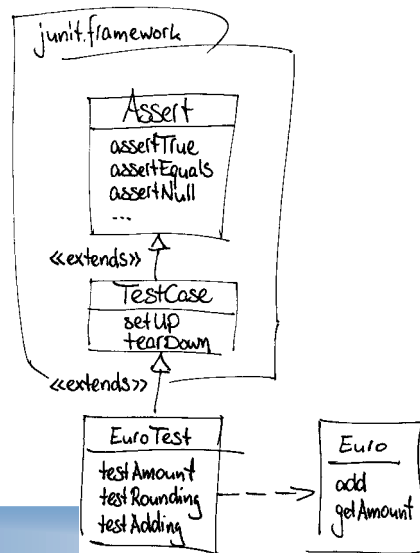 junit.framework
Assert
assertTrue
assertEquals
assertNull
...
«extends»
TestCase
setUp
tearDown
«extends»
EuroTest
testAmount
testRounding
testAdding
Euro
add
getAmount